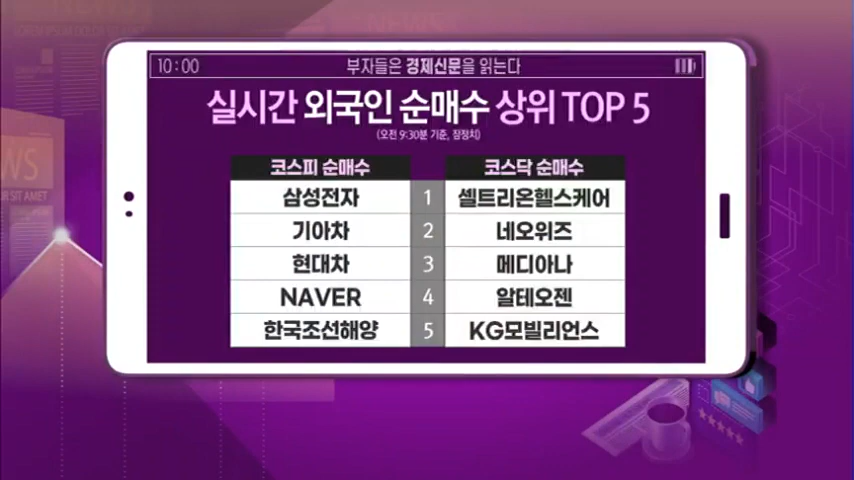 10:00
부자들은 경제신문을 읽는다
실시간 외국인 순매수 상위 TOP 5
(오전 9:30분 기준, 잠정치)
코스피 순매수 코스닥 순매수
삼성전자 1 셀트리온헬스케어
기아차 2 네오위즈
현대차 3 메디아나
NAVER 4 알테오젠
한국조선해양 5 KG모빌리언스
WS
R SIT AMET
NEWS